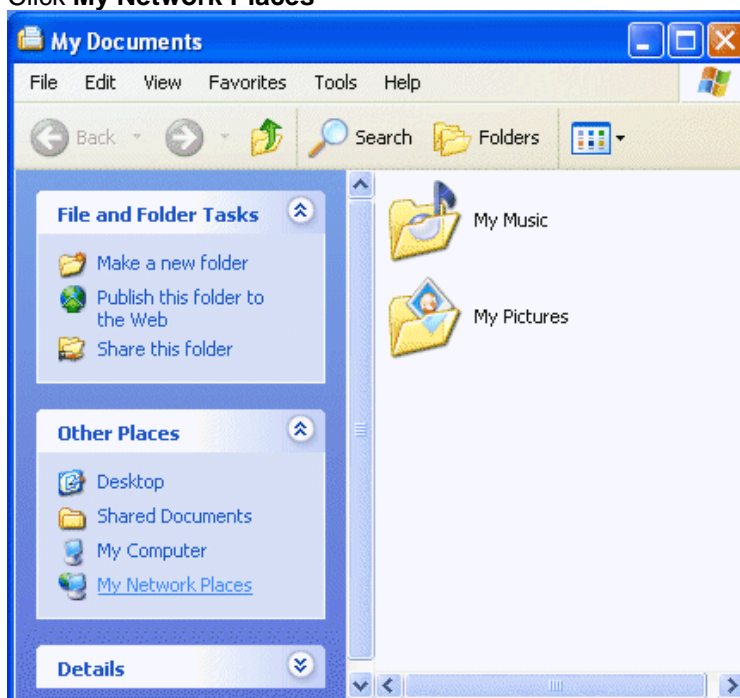 Click My Network Places
My Documents
File Edit View Favorites Tools Help
Back Search Folders
File and Folder Tasks
Make a new folder
Publish this folder to
the Web
Share this folder
Other Places
Desktop
Shared Documents
My Computer
My Network Places
Details
My Music
My Pictures